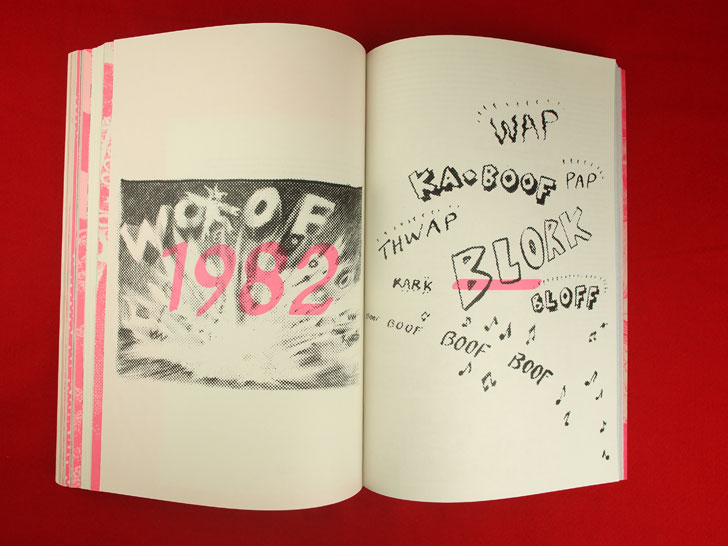 WOOF
1982
WAP
KA-BOOF
PAP
THWAP
BLORK
KARK
BLOFF
BOOF
BOOF
BOOF